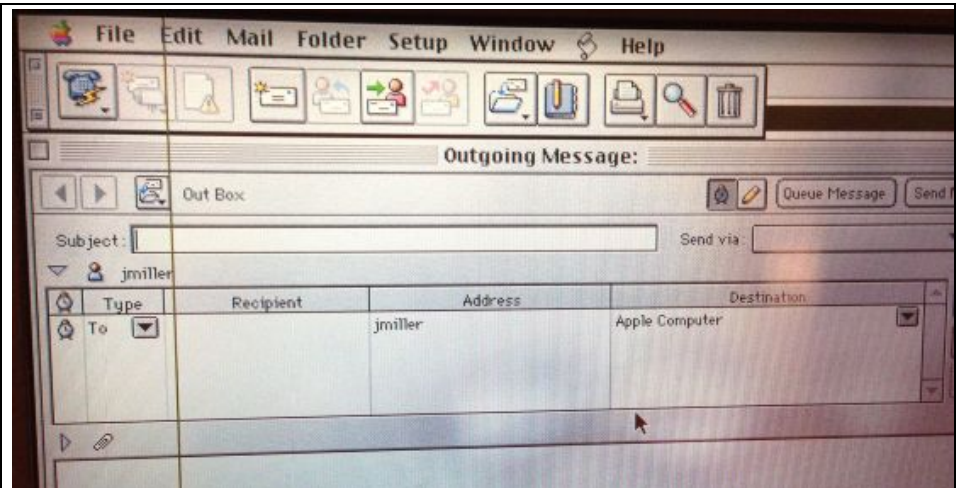 File Edit Mail Folder Setup Window Help
Outgoing Message:
Out Box Queue Message Send
Subject: Send via:
jmiller
Type Recipient Address Destination
To jmiller Apple Computer